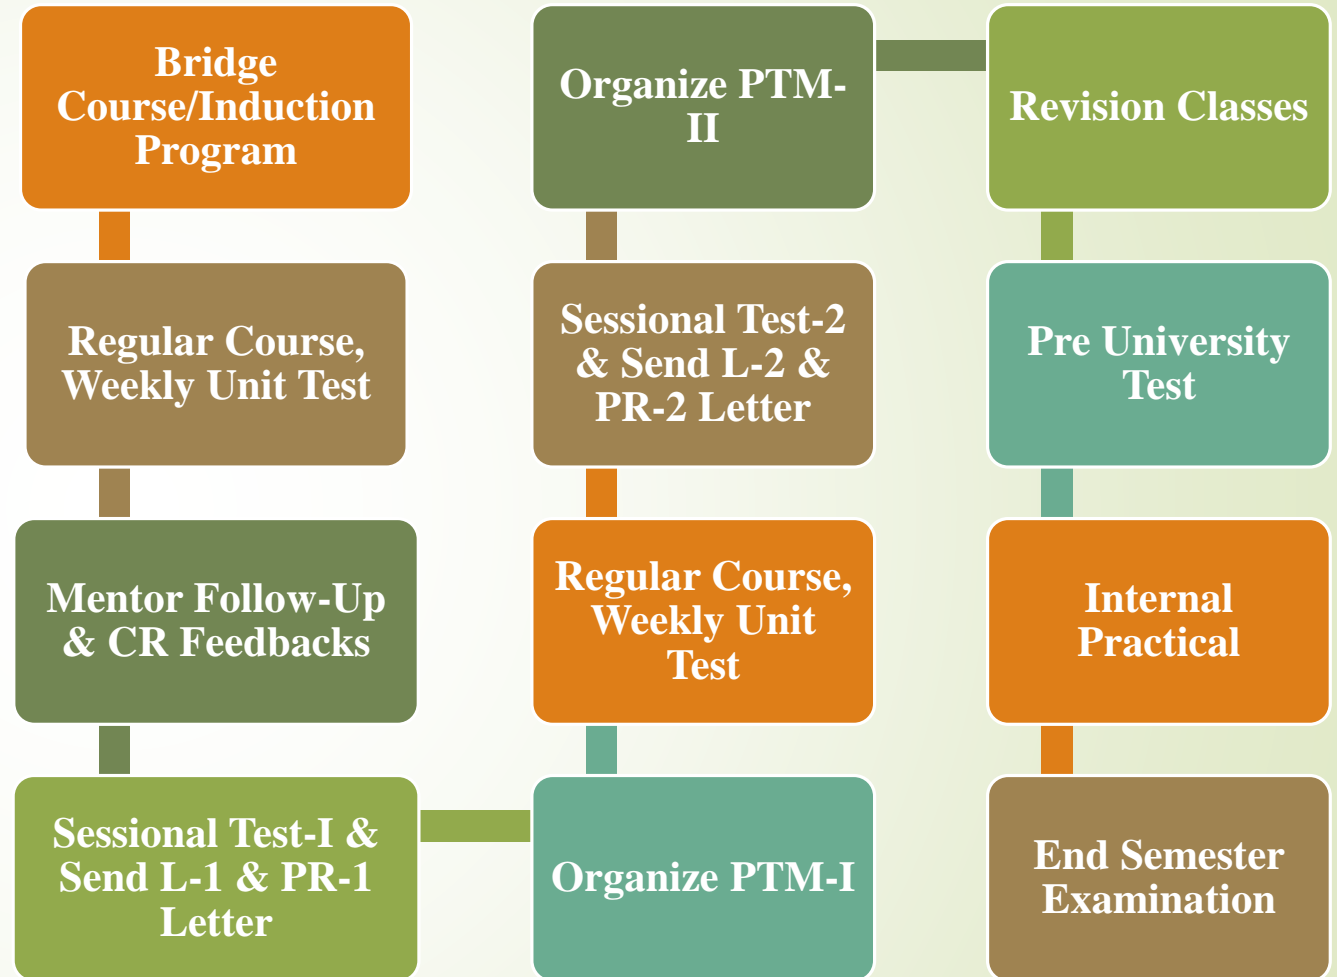 Bridge
Course/Induction
Program
Regular Course,
Weekly Unit Test
Mentor Follow-Up
& CR Feedbacks
Sessional Test-I &
Send L-1 & PR-1
Letter
Organize PTM-I
Regular Course,
Weekly Unit
Test
Sessional Test-2
& Send L-2 &
PR-2 Letter
Organize PTM-
II
Revision Classes
Pre University
Test
Internal
Practical
End Semester
Examination